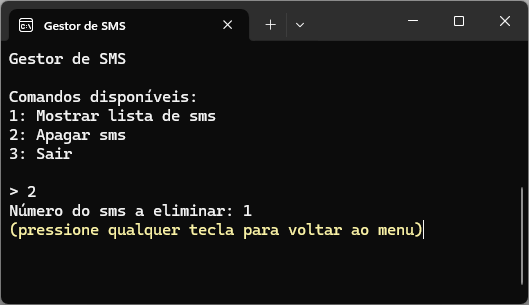 Gestor de SMS
Gestor de SMS
Comandos disponíveis:
1: Mostrar lista de sms
2: Apagar sms
3: Sair
> 2
Número do sms a eliminar: 1
(pressione qualquer tecla para voltar ao menu)